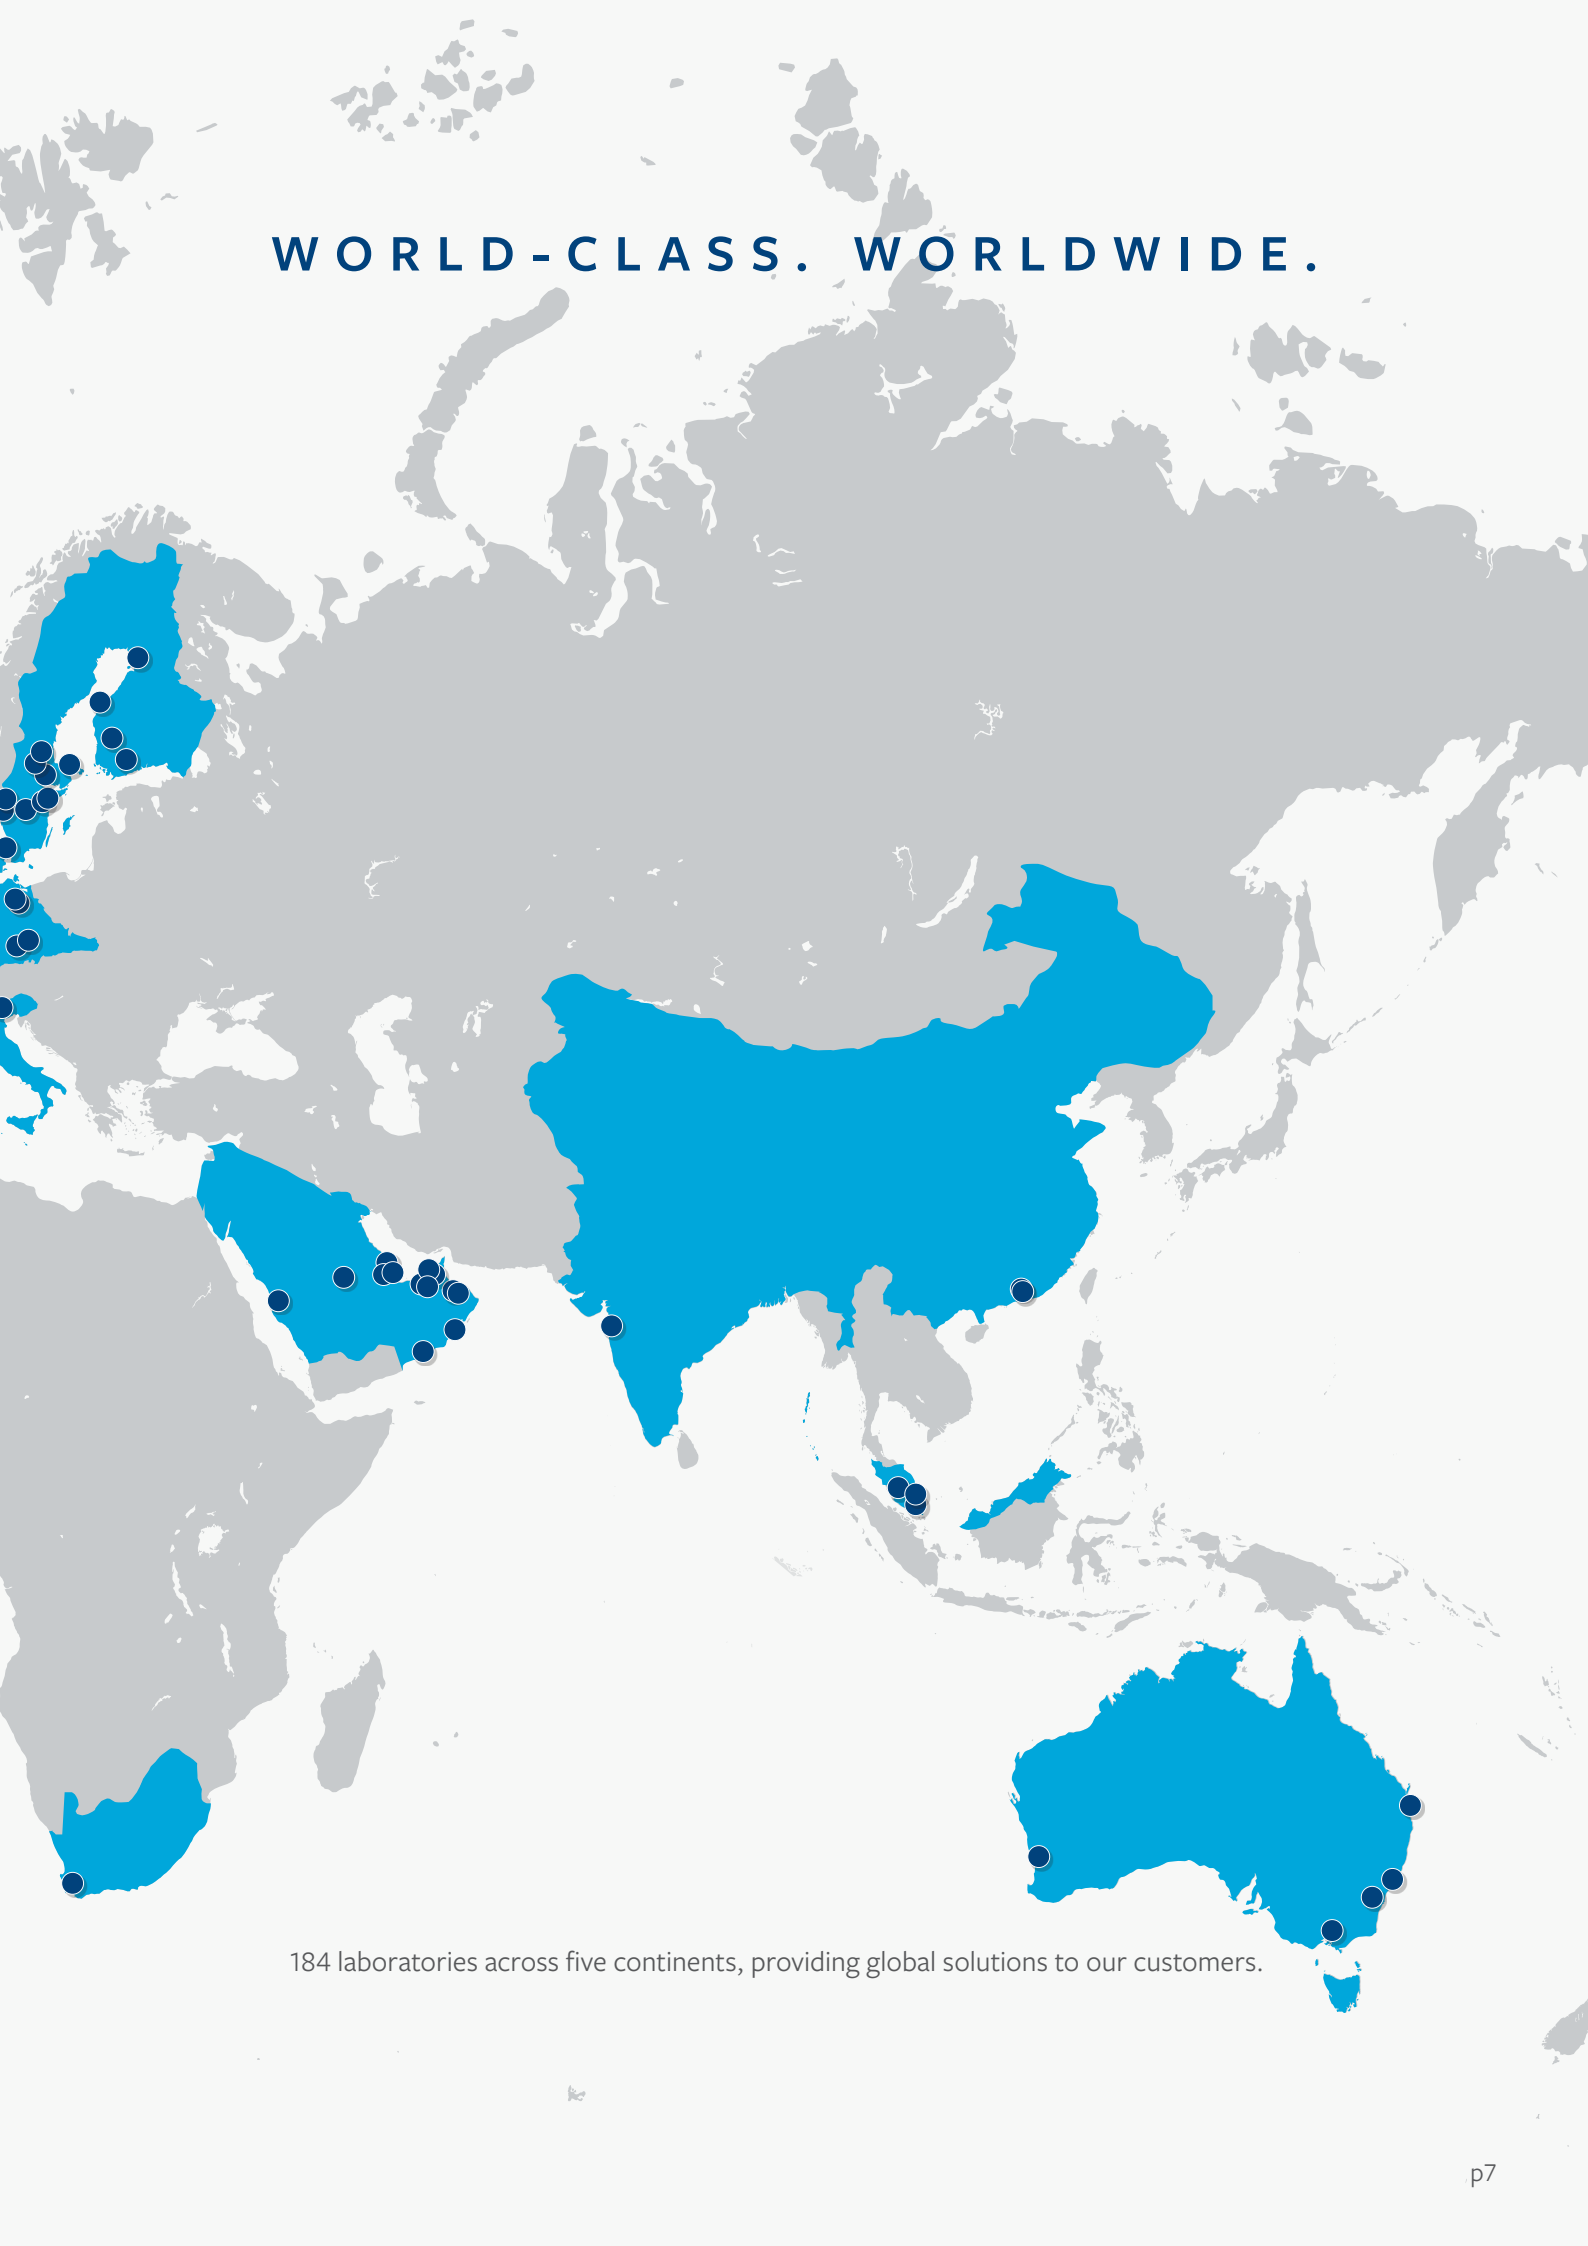 WORLD-CLASS. WORLDWIDE.
184 laboratories across five continents, providing global solutions to our customers.
p7